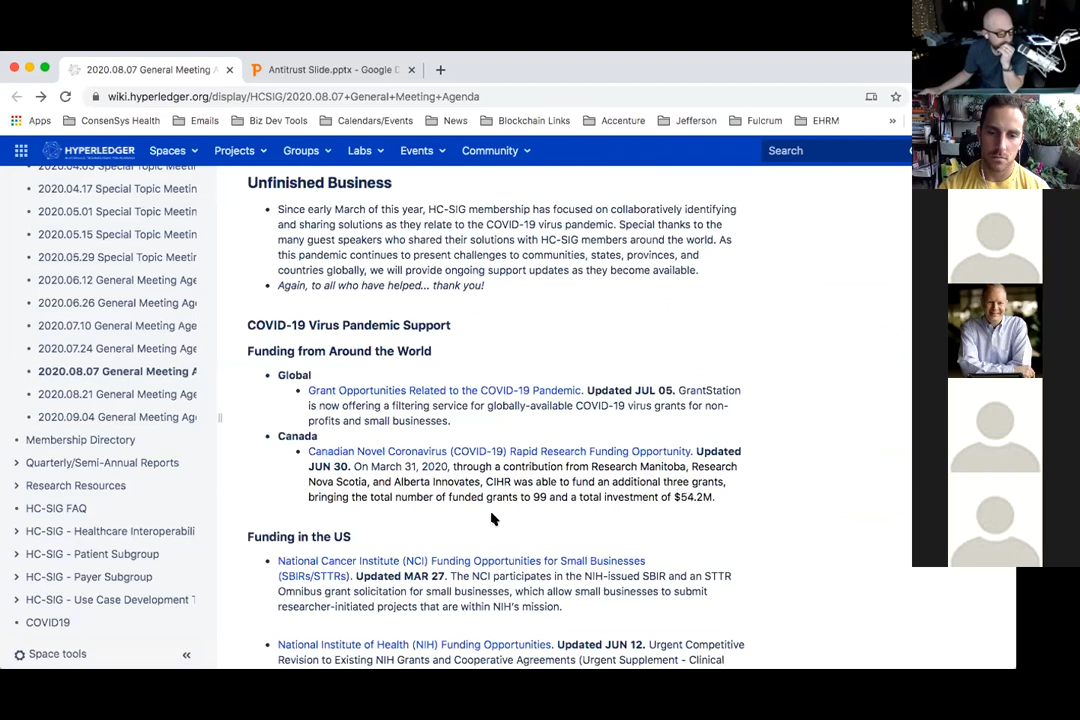 2020.08.07 General Meeting A
Antitrust Slide.pptx - Google D
wiki.hyperledger.org/display/HCSIG/2020.08.07+General+Meeting+Agenda
Apps
ConsenSys Health
Emails
Biz Dev Tools
Calendars/Events
News
Blockchain Links
Accenture
Jefferson
Fulcrum
EHRM
»
HYPERLEDGER
Spaces
Projects
Groups
Labs
Events
Community
Search
2020.04.03 Special Topic Meetin
2020.04.17 Special Topic Meetin
2020.05.01 Special Topic Meetin
2020.05.15 Special Topic Meetin
2020.05.29 Special Topic Meetin
2020.06.12 General Meeting Age
2020.06.26 General Meeting Age
2020.07.10 General Meeting Age
2020.07.24 General Meeting Age
2020.08.07 General Meeting A
2020.08.21 General Meeting Age
2020.09.04 General Meeting Age
Membership Directory
Quarterly/Semi-Annual Reports
Research Resources
HC-SIG FAQ
HC-SIG - Healthcare Interoperabili
HC-SIG - Patient Subgroup
HC-SIG - Payer Subgroup
HC-SIG - Use Case Development T
COVID19
Space tools
«
Unfinished Business
• Since early March of this year, HC-SIG membership has focused on collaboratively identifying
and sharing solutions as they relate to the COVID-19 virus pandemic. Special thanks to the
many guest speakers who shared their solutions with HC-SIG members around the world. As
this pandemic continues to present challenges to communities, states, provinces, and
countries globally, we will provide ongoing support updates as they become available.
• Again, to all who have helped... thank you!
COVID-19 Virus Pandemic Support
Funding from Around the World
• Global
• Grant Opportunities Related to the COVID-19 Pandemic. Updated JUL 05. GrantStation
is now offering a filtering service for globally-available COVID-19 virus grants for non-
profits and small businesses.
• Canada
• Canadian Novel Coronavirus (COVID-19) Rapid Research Funding Opportunity. Updated
JUN 30. On March 31, 2020, through a contribution from Research Manitoba, Research
Nova Scotia, and Alberta Innovates, CIHR was able to fund an additional three grants,
bringing the total number of funded grants to 99 and a total investment of $54.2M.
Funding in the US
• National Cancer Institute (NCI) Funding Opportunities for Small Businesses
(SBIRs/STTRs). Updated MAR 27. The NCI participates in the NIH-issued SBIR and an STTR
Omnibus grant solicitation for small businesses, which allow small businesses to submit
researcher-initiated projects that are within NIH's mission.
• National Institute of Health (NIH) Funding Opportunities. Updated JUN 12. Urgent Competitive
Revision to Existing NIH Grants and Cooperative Agreements (Urgent Supplement - Clinical